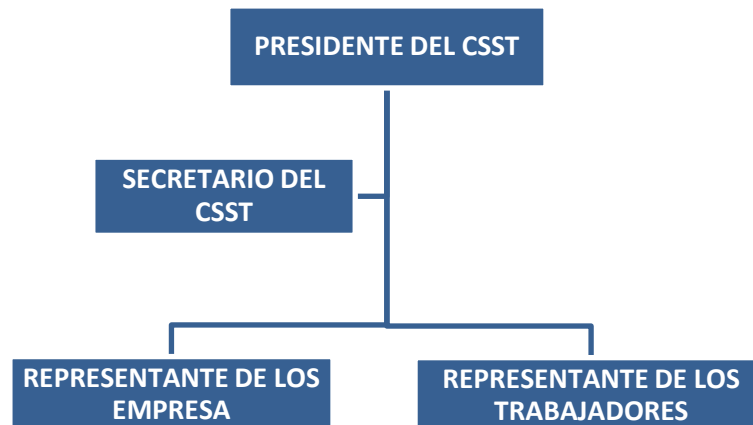 PRESIDENTE DEL CSST
SECRETARIO DEL
CSST
REPRESENTANTE DE LOS
EMPRESA
REPRESENTANTE DE LOS
TRABAJADORES